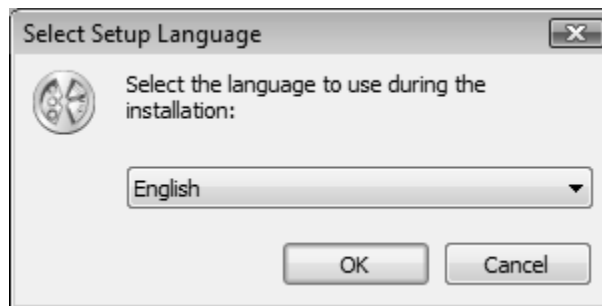 Select Setup Language
Select the language to use during the
installation:
English
OK
Cancel